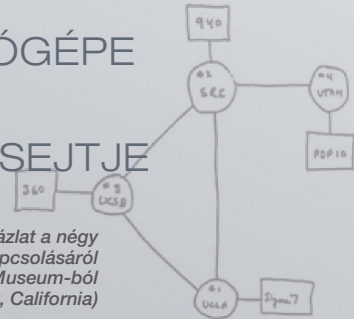 ŐGÉPE
SEJTJE
ázlat a négy
pcsolásáról
Museum-ból
, California)
940
#2
SRI
#4
UTAH
PDP10
360
#3
UCSB
#1
UCLA
Sigma7